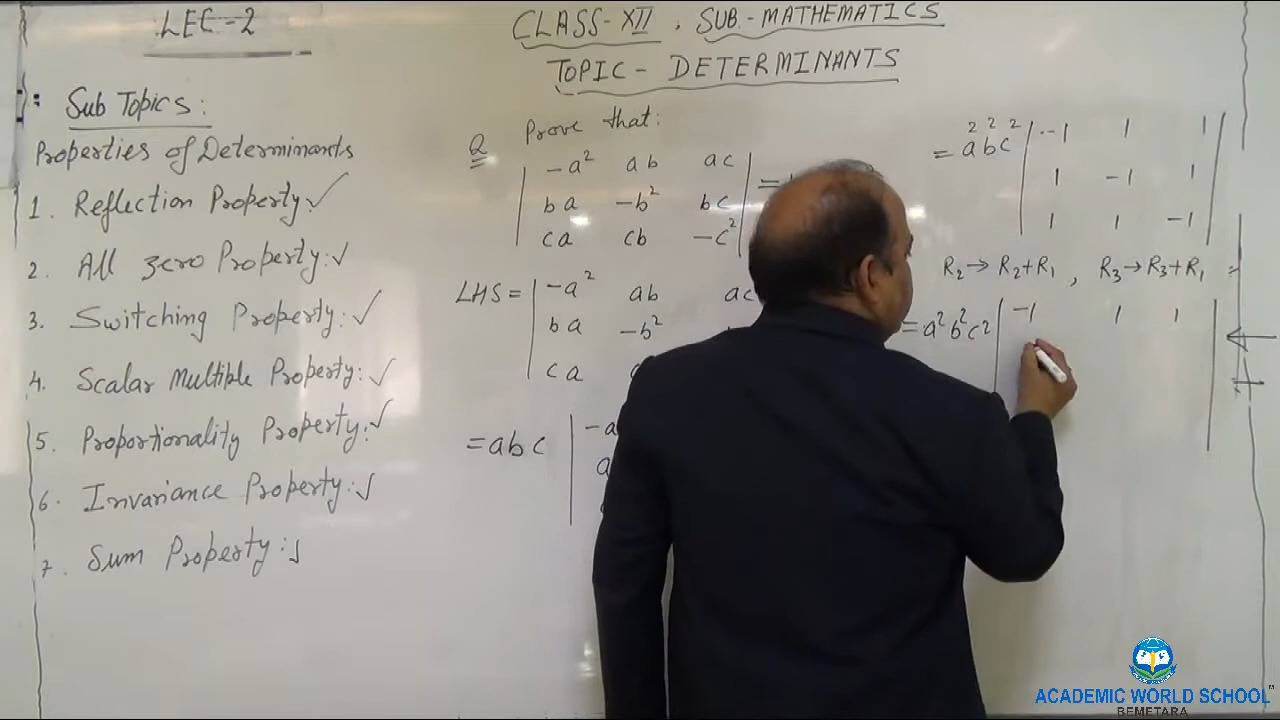 LEC-2
CLASS-XII, SUB-MATHEMATICS
TOPIC- DETERMINANTS
Sub Topics:
Properties of Determinants
1. Reflection Property: ✓
2. All zero Property: ✓
3. Switching Property: ✓
4. Scalar Multiple Property: ✓
5. Proportionality Property: ✓
6. Invariance Property: ✓
7. Sum Property: ✓
Q Prove that:
| -a² ab ac | =
| ba -b² bc |
| ca cb -c² |
LHS = | -a² ab ac
| ba -b²
| ca
= abc | -a
| a
= a²b²c² | -1 1 1 |
| 1 -1 1 |
| 1 1 -1 |
R₂→R₂+R₁, R₃→R₃+R₁
= a²b²c² | -1 1 1 |
ACADEMIC WORLD SCHOOL
BEMETARA